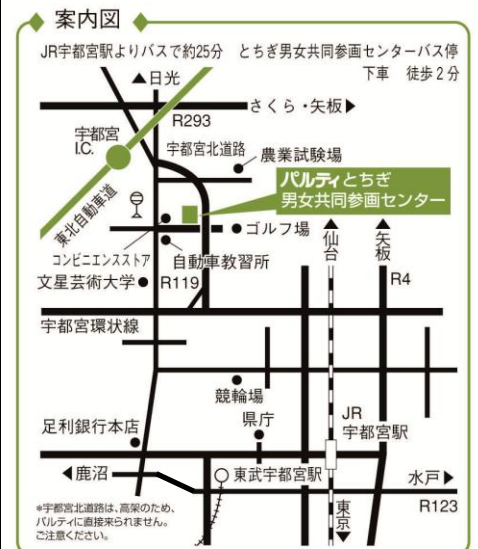 案内図
JR宇都宮駅よりバスで約25分　とちぎ男女共同参画センターバス停
下車　徒歩2分
▲日光
R293
さくら・矢板▶
宇都宮
I.C.
宇都宮北道路
農業試験場
東北自動車道
パルティとちぎ
男女共同参画センター
ゴルフ場
コンビニエンスストア
自動車教習所
仙台
矢板
文星芸術大学
R119
R4
宇都宮環状線
競輪場
県庁
JR
宇都宮駅
足利銀行本店
◀鹿沼
東武宇都宮駅
水戸▶
東京
R123
*宇都宮北道路は、高架のため、
パルティに直接来られません。
ご注意ください。